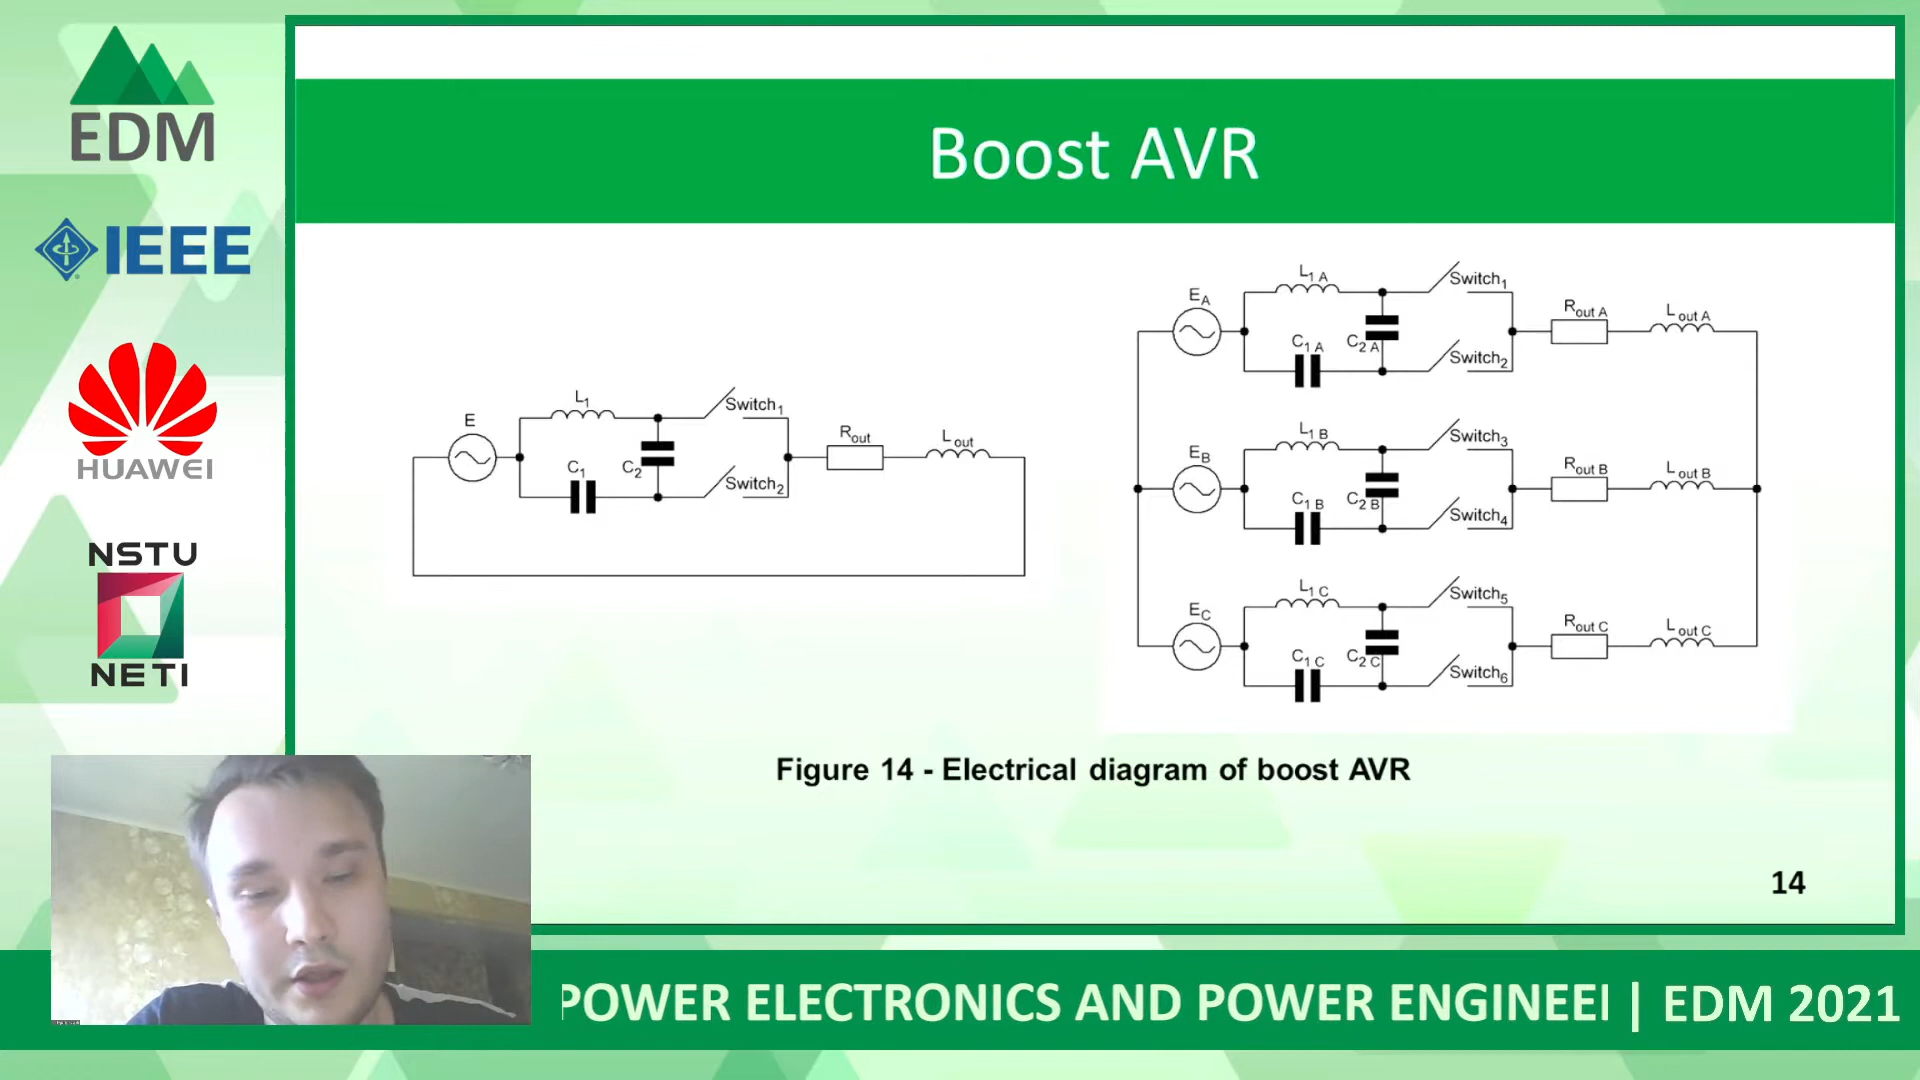 EDM
IEEE
HUAWEI
NSTU
NETI
Boost AVR
E
L1
C1
C2
Switch1
Switch2
Rout
L out
EA
L1 A
C1 A
C2 A
Switch1
Switch2
Rout A
L out A
EB
L1 B
C1 B
C2 B
Switch3
Switch4
Rout B
L out B
EC
L1 C
C1 C
C2 C
Switch5
Switch6
Rout C
L out C
Figure 14 - Electrical diagram of boost AVR
14
POWER ELECTRONICS AND POWER ENGINEEI | EDM 2021